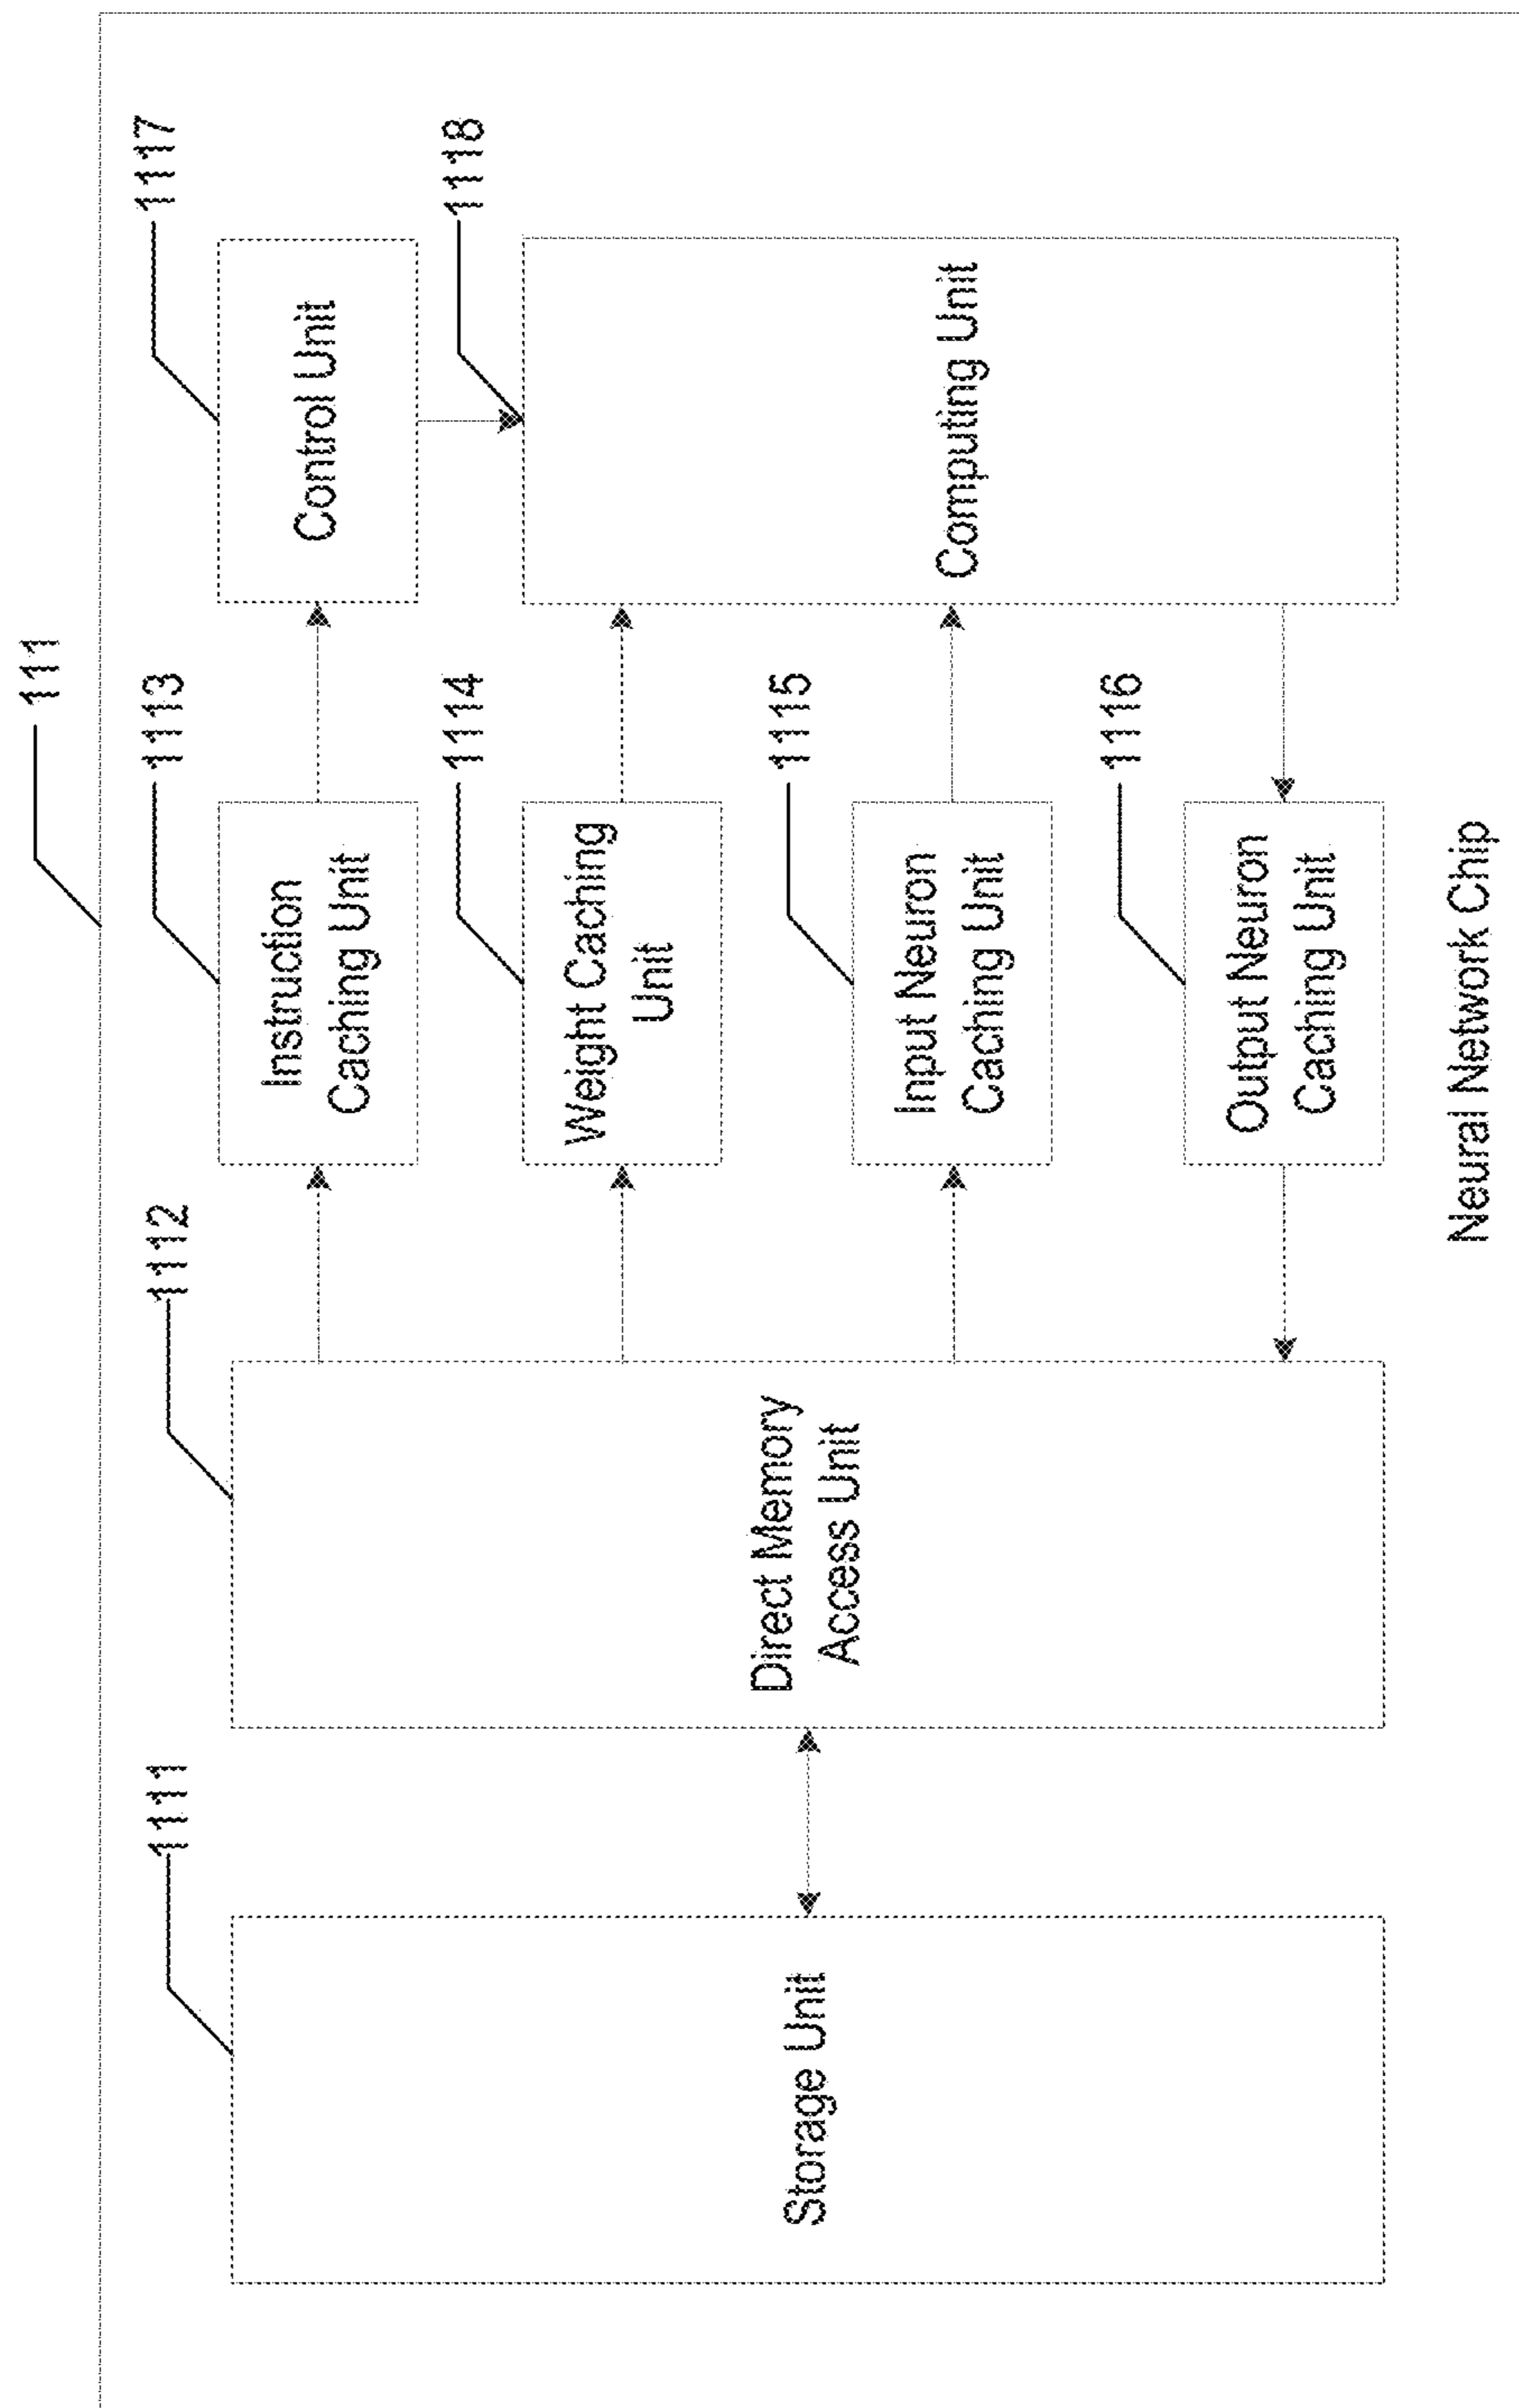 111
1111
1112
1113
1117
Storage Unit
Direct Memory
Access Unit
Instruction
Caching Unit
Control Unit
1114
1118
Weight Caching
Unit
Computing Unit
1115
Input Neuron
Caching Unit
1116
Output Neuron
Caching Unit
Neural Network Chip